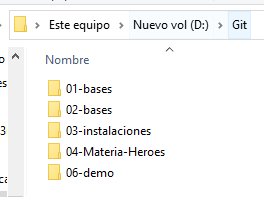 Este equipo > Nuevo vol (D:) > Git
Nombre
01-bases
02-bases
03-instalaciones
04-Materia-Heroes
06-demo